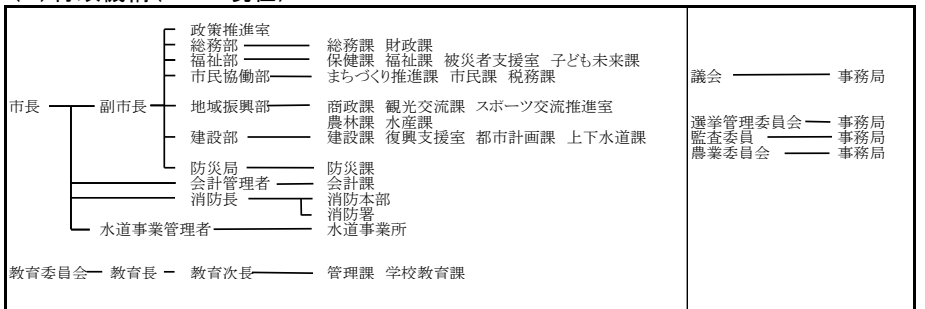 政策推進室
総務部 総務課 財政課
福祉部 保健課 福祉課 被災者支援室 子ども未来課
市民協働部 まちづくり推進課 市民課 税務課
市長 副市長 地域振興部 商政課 観光交流課 スポーツ交流推進室
農林課 水産課
建設部 建設課 復興支援室 都市計画課 上下水道課
防災局 防災課
会計管理者 会計課
消防長 消防本部
消防署
水道事業管理者 水道事業所
教育委員会 教育長 教育次長 管理課 学校教育課
議会 事務局
選挙管理委員会 事務局
監査委員 事務局
農業委員会 事務局